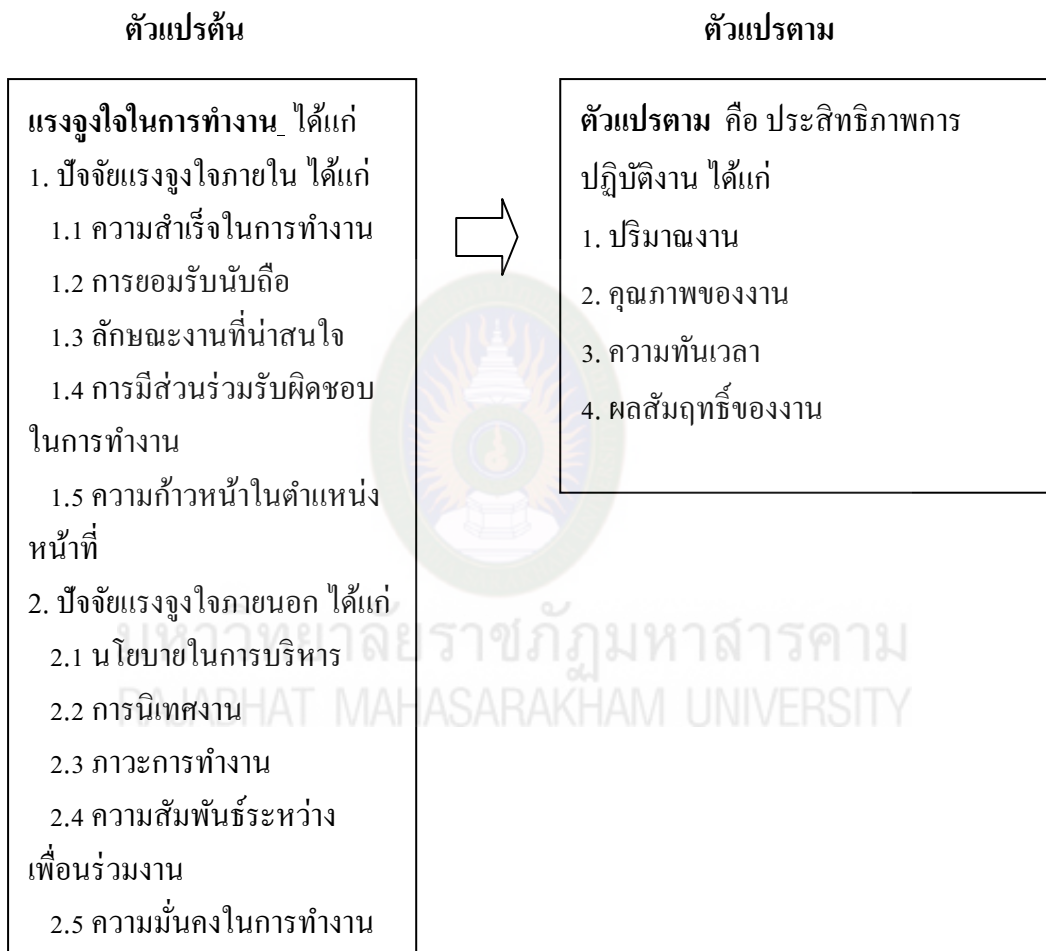 ตัวแปรต้น
ตัวแปรตาม
แรงจูงใจในการทำงาน ได้แก่
1. ปัจจัยแรงจูงใจภายใน ได้แก่
1.1 ความสำเร็จในการทำงาน
1.2 การยอมรับนับถือ
1.3 ลักษณะงานที่น่าสนใจ
1.4 การมีส่วนร่วมรับผิดชอบ
ในการทำงาน
1.5 ความก้าวหน้าในตำแหน่ง
หน้าที่
2. ปัจจัยแรงจูงใจภายนอก ได้แก่
2.1 นโยบายในการบริหาร
2.2 การนิเทศงาน
2.3 ภาวะการทำงาน
2.4 ความสัมพันธ์ระหว่าง
เพื่อนร่วมงาน
2.5 ความมั่นคงในการทำงาน
ตัวแปรตาม คือ ประสิทธิภาพการ
ปฏิบัติงาน ได้แก่
1. ปริมาณงาน
2. คุณภาพของงาน
3. ความทันเวลา
4. ผลสัมฤทธิ์ของงาน
มหาวิทยาลัยราชภัฏมหาสารคาม
RAJABHAT MAHASARAKHAM UNIVERSITY